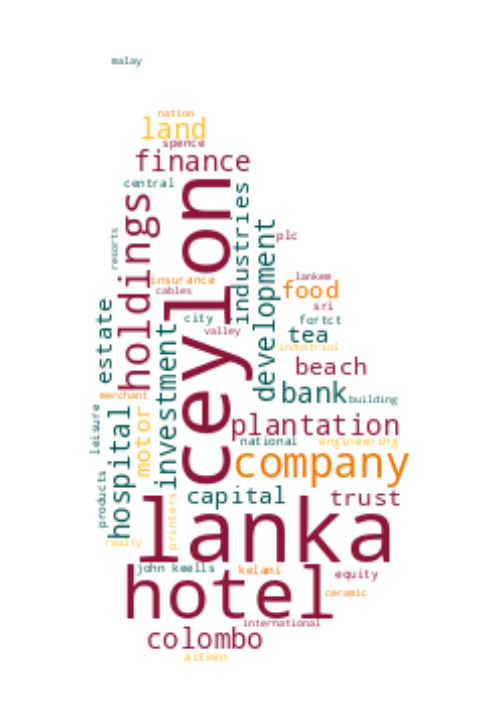 malay
nation
land
spence
finance
central
ceylon
holdings
industries
resorts
development
plc
insurance
cables
lankem
food
sri
city
fortct
valley
tea
industrial
estate
investment
beach
bank
building
merchant
motor
leisure
hospital
plantation
national
engineering
company
products
capital
trust
printers
lanka
realty
john keells
kelani
equity
hotel
ceramic
international
colombo
aitken